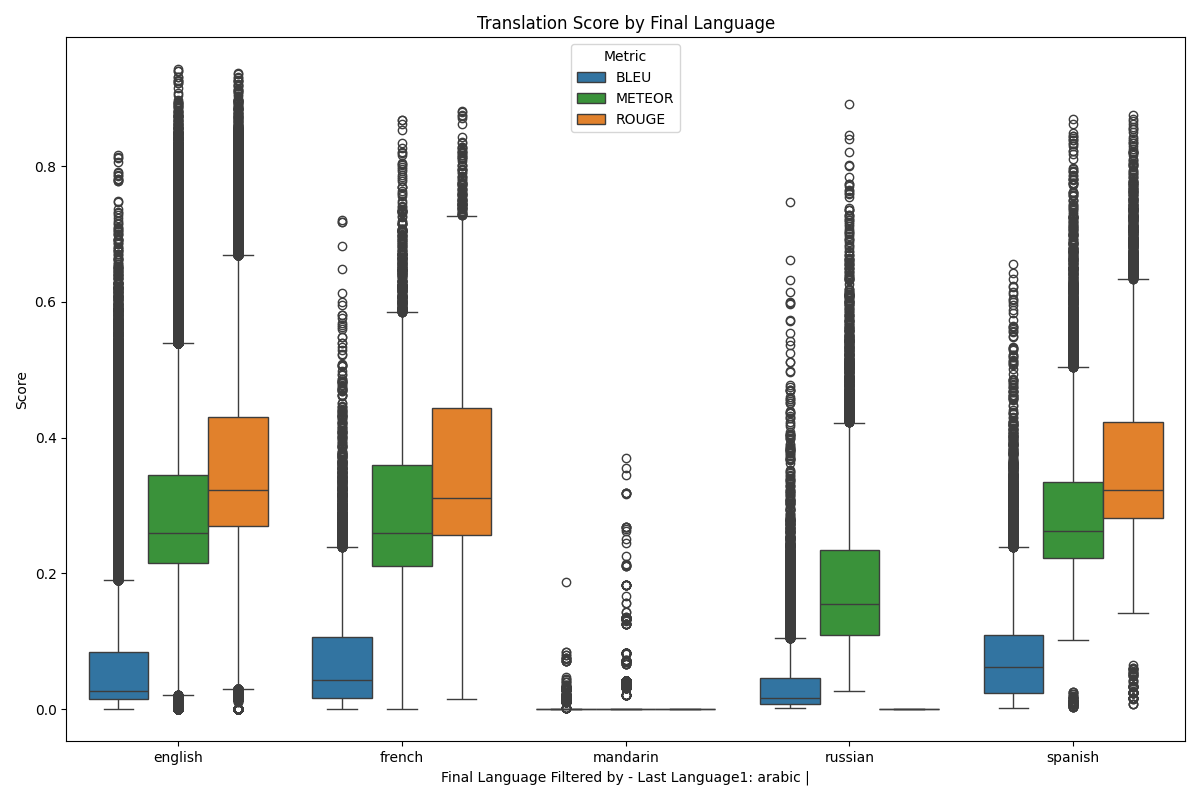 Translation Score by Final Language
Metric
BLEU
METEOR
ROUGE
Score
0.8
0.6
0.4
0.2
0.0
english
french
mandarin
russian
spanish
Final Language Filtered by - Last Language1: arabic |